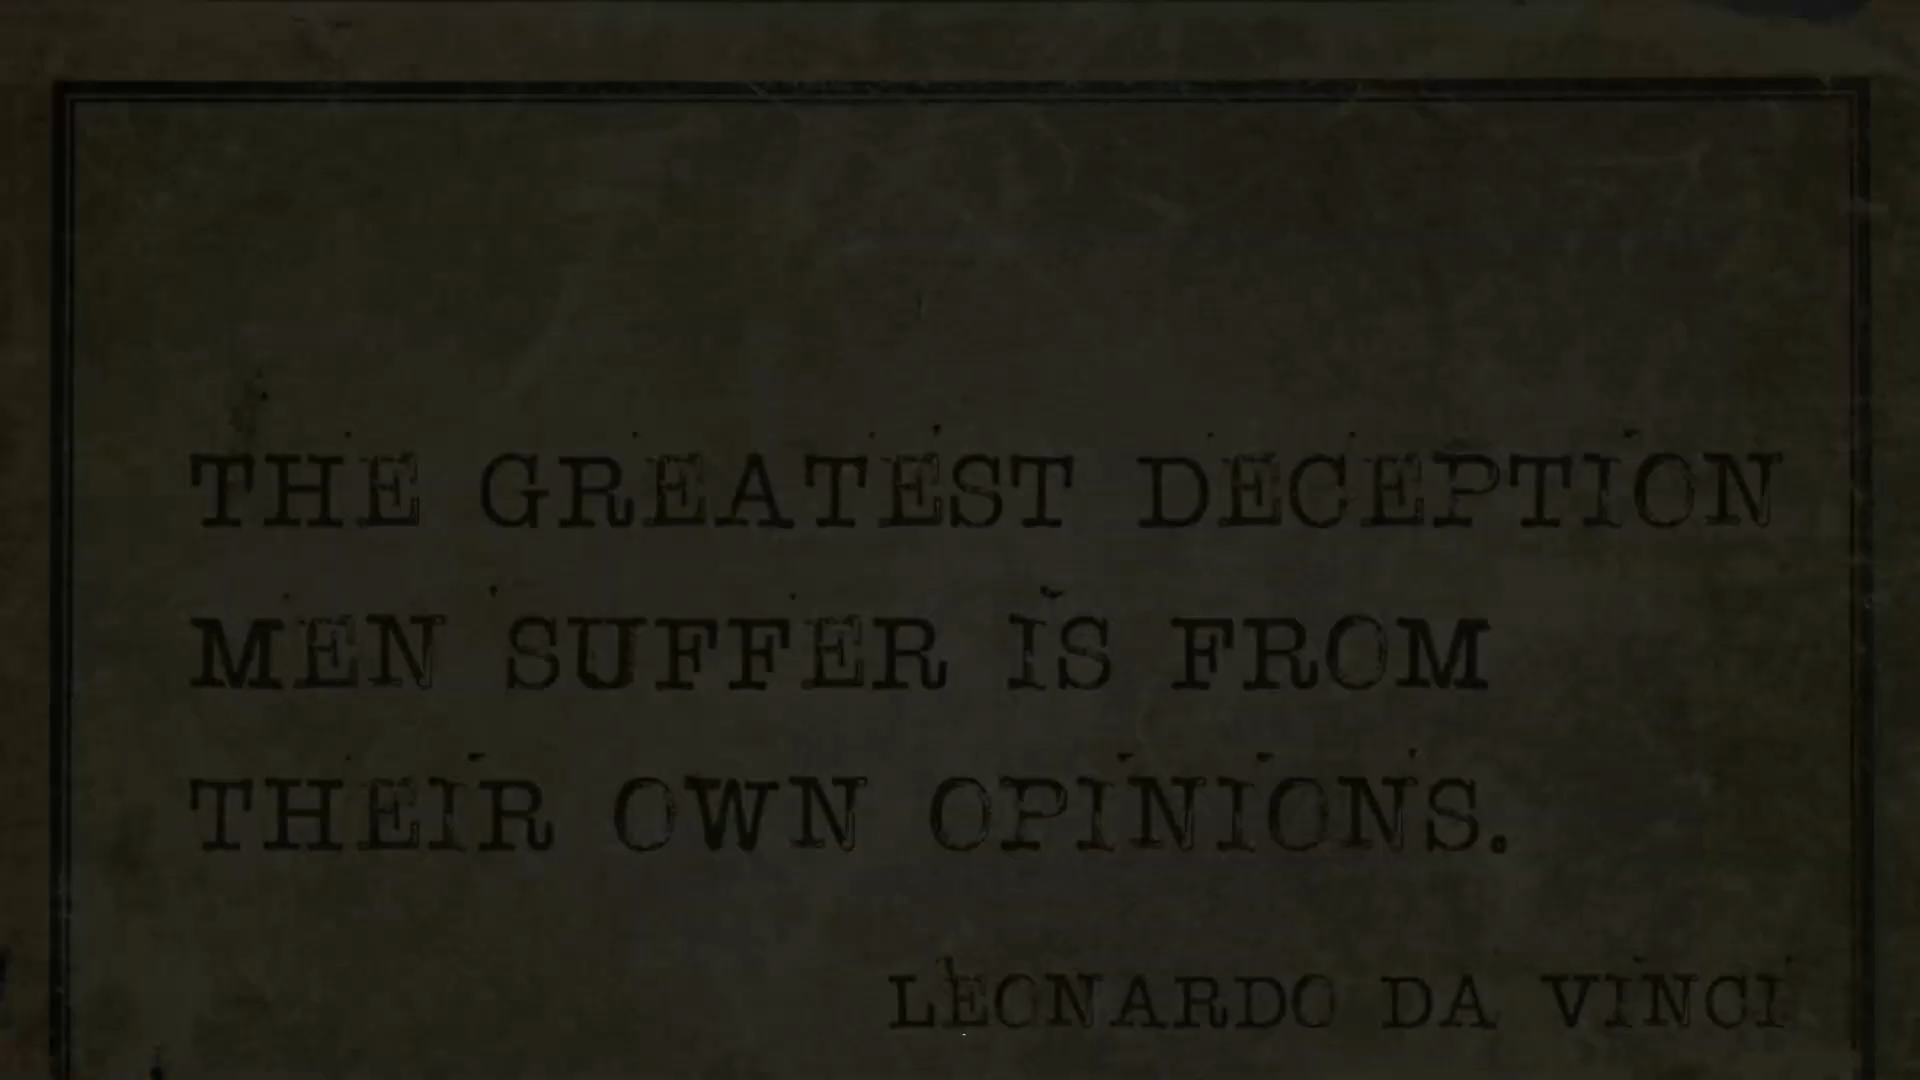 THE GREATEST DECEPTION
MEN SUFFER IS FROM
THEIR OWN OPINIONS.
LEONARDO DA VINCI